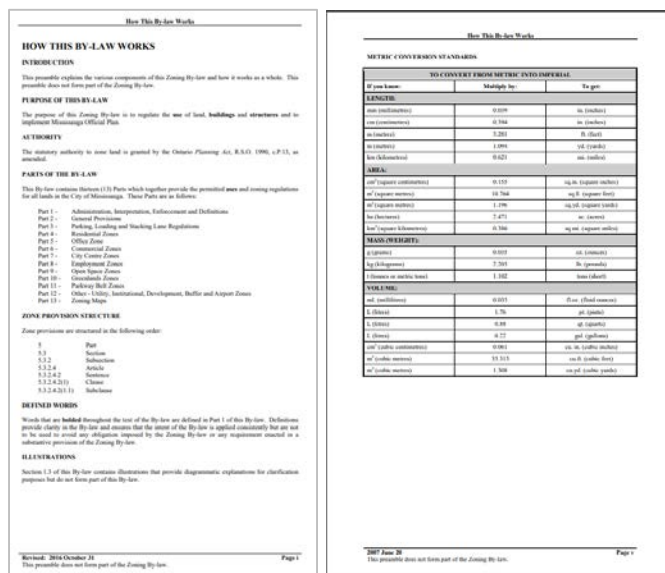 How This By-law Works
HOW THIS BY-LAW WORKS
INTRODUCTION
This preamble explains the various components of this Zoning By-law and how it works as a whole. This
preamble does not form part of the Zoning By-law.
PURPOSE OF THIS BY-LAW
The purpose of this Zoning By-law is to regulate the use of land, buildings and structures and to
implement Mississauga Official Plan.
AUTHORITY
The statutory authority to zone land is granted by the Ontario Planning Act, R.S.O. 1990, c.P.13, as
amended.
PARTS OF THE BY-LAW
This By-law contains thirteen (13) Parts which together provide the permitted uses and zoning regulations
for all lands in the City of Mississauga. These Parts are as follows:
Part 1 - Administration, Interpretation, Enforcement and Definitions
Part 2 - General Provisions
Part 3 - Parking, Loading and Stacking Lane Regulations
Part 4 - Residential Zones
Part 5 - Office Zone
Part 6 - Commercial Zones
Part 7 - City Centre Zones
Part 8 - Employment Zones
Part 9 - Open Space Zones
Part 10 - Greenlands Zones
Part 11 - Parkway Belt Zones
Part 12 - Other - Utility, Institutional, Development, Buffer and Airport Zones
Part 13 - Zoning Maps
ZONE PROVISION STRUCTURE
Zone provisions are structured in the following order:
5 Part
5.3 Section
5.3.2 Subsection
5.3.2.4 Article
5.3.2.4.2 Sentence
5.3.2.4.2(1) Clause
5.3.2.4.2(1.1) Subclause
DEFINED WORDS
Words that are bolded throughout the text of the By-law are defined in Part 1 of this By-law. Definitions
provide clarity in the By-law and ensures that the intent of the By-law is applied consistently but are not
to be used to avoid any obligation imposed by the Zoning By-law or any requirement enacted in a
substantive provision of the Zoning By-law.
ILLUSTRATIONS
Section 1.3 of this By-law contains illustrations that provide diagrammatic explanations for clarification
purposes but do not form part of this By-law.
Revised: 2016 October 31 Page i
This preamble does not form part of the Zoning By-law.
How This By-law Works
METRIC CONVERSION STANDARDS
TO CONVERT FROM METRIC INTO IMPERIAL
If you know: Multiply by: To get:
LENGTH:
mm (millimetres) 0.039 in. (inches)
cm (centimetres) 0.394 in. (inches)
m (metres) 3.281 ft. (feet)
m (metres) 1.094 yd. (yards)
km (kilometres) 0.621 mi. (miles)
AREA:
cm² (square centimetres) 0.155 sq.in. (square inches)
m² (square metres) 10.764 sq.ft. (square feet)
m² (square metres) 1.196 sq.yd. (square yards)
ha (hectares) 2.471 ac. (acres)
km² (square kilometres) 0.386 sq.mi. (square miles)
MASS (WEIGHT):
g (grams) 0.035 oz. (ounces)
kg (kilograms) 2.205 lb. (pounds)
t (tonnes or metric tons) 1.102 tons (short)
VOLUME:
mL (millilitres) 0.035 fl.oz. (fluid ounces)
L (litres) 1.76 pt. (pints)
L (litres) 0.88 qt. (quarts)
L (litres) 0.22 gal. (gallons)
cm³ (cubic centimetres) 0.061 cu.in. (cubic inches)
m³ (cubic metres) 35.315 cu.ft. (cubic feet)
m³ (cubic metres) 1.308 cu.yd. (cubic yards)
2007 June 20 Page v
This preamble does not form part of the Zoning By-law.